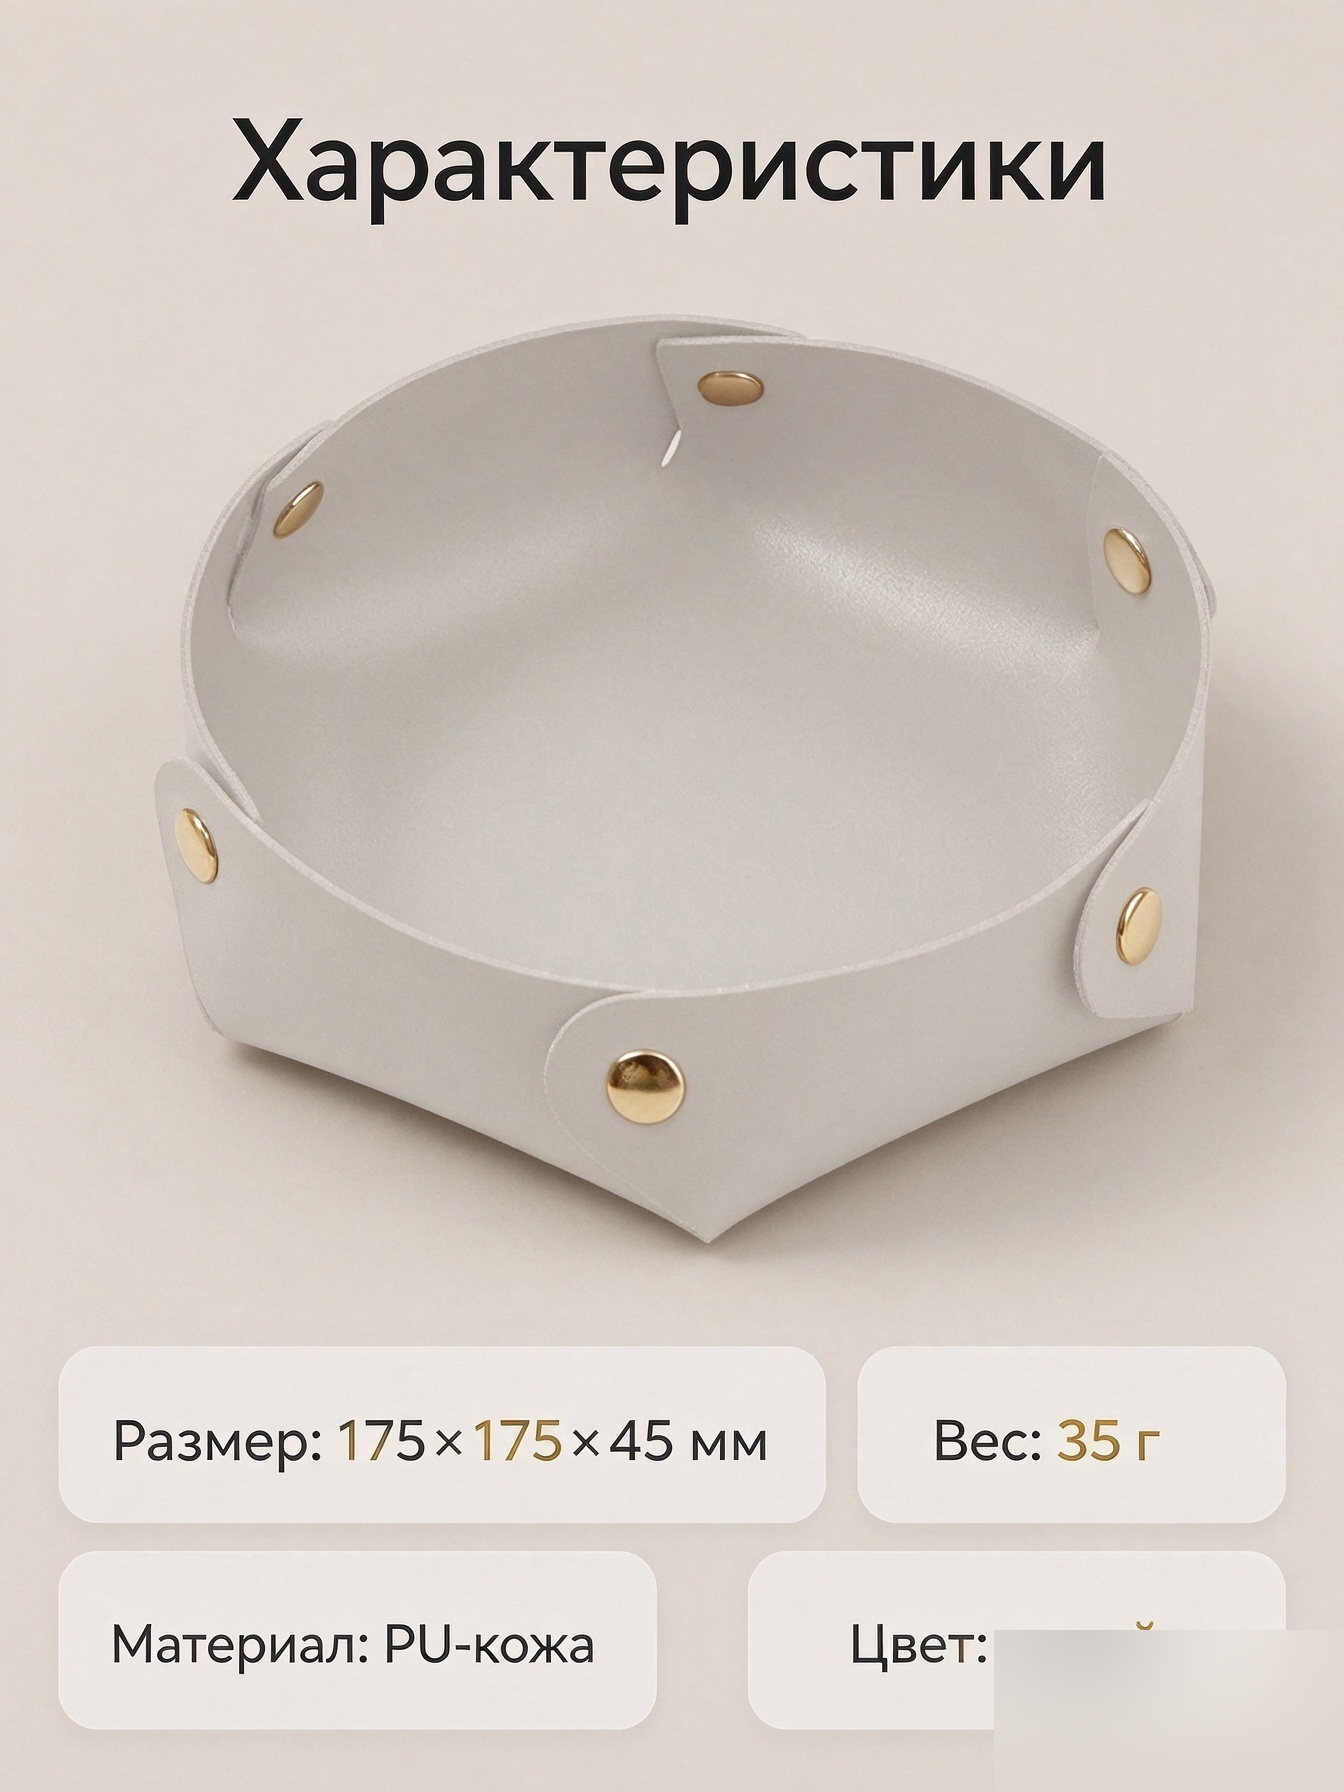 Характеристики
Размер: 175×175×45 мм
Вес: 35 г
Материал: PU-кожа
Цвет: